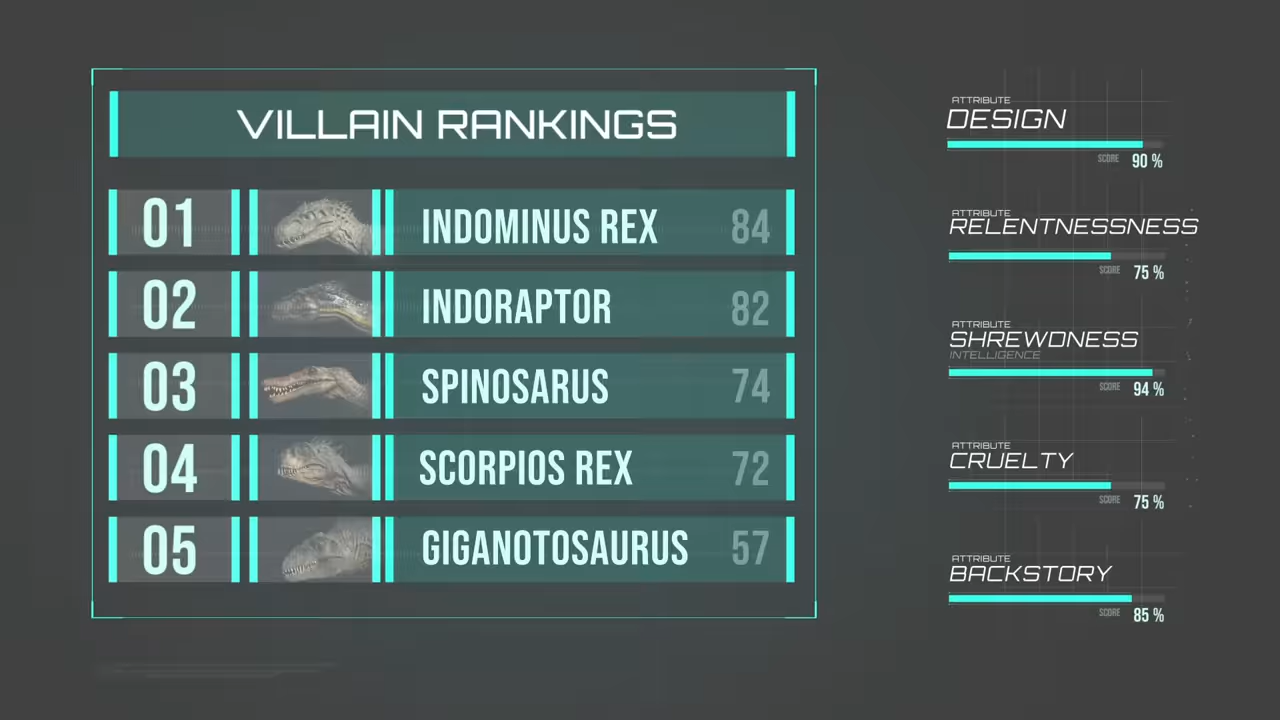 VILLAIN RANKINGS
01 INDOMINUS REX 84
02 INDORAPTOR 82
03 SPINOSARUS 74
04 SCORPIOS REX 72
05 GIGANOTOSAURUS 57
ATTRIBUTE
DESIGN
SCORE 90 %
ATTRIBUTE
RELENTNESSNESS
SCORE 75 %
ATTRIBUTE
SHREWDNESS
INTELLIGENCE
SCORE 94 %
ATTRIBUTE
CRUELTY
SCORE 75 %
ATTRIBUTE
BACKSTORY
SCORE 85 %